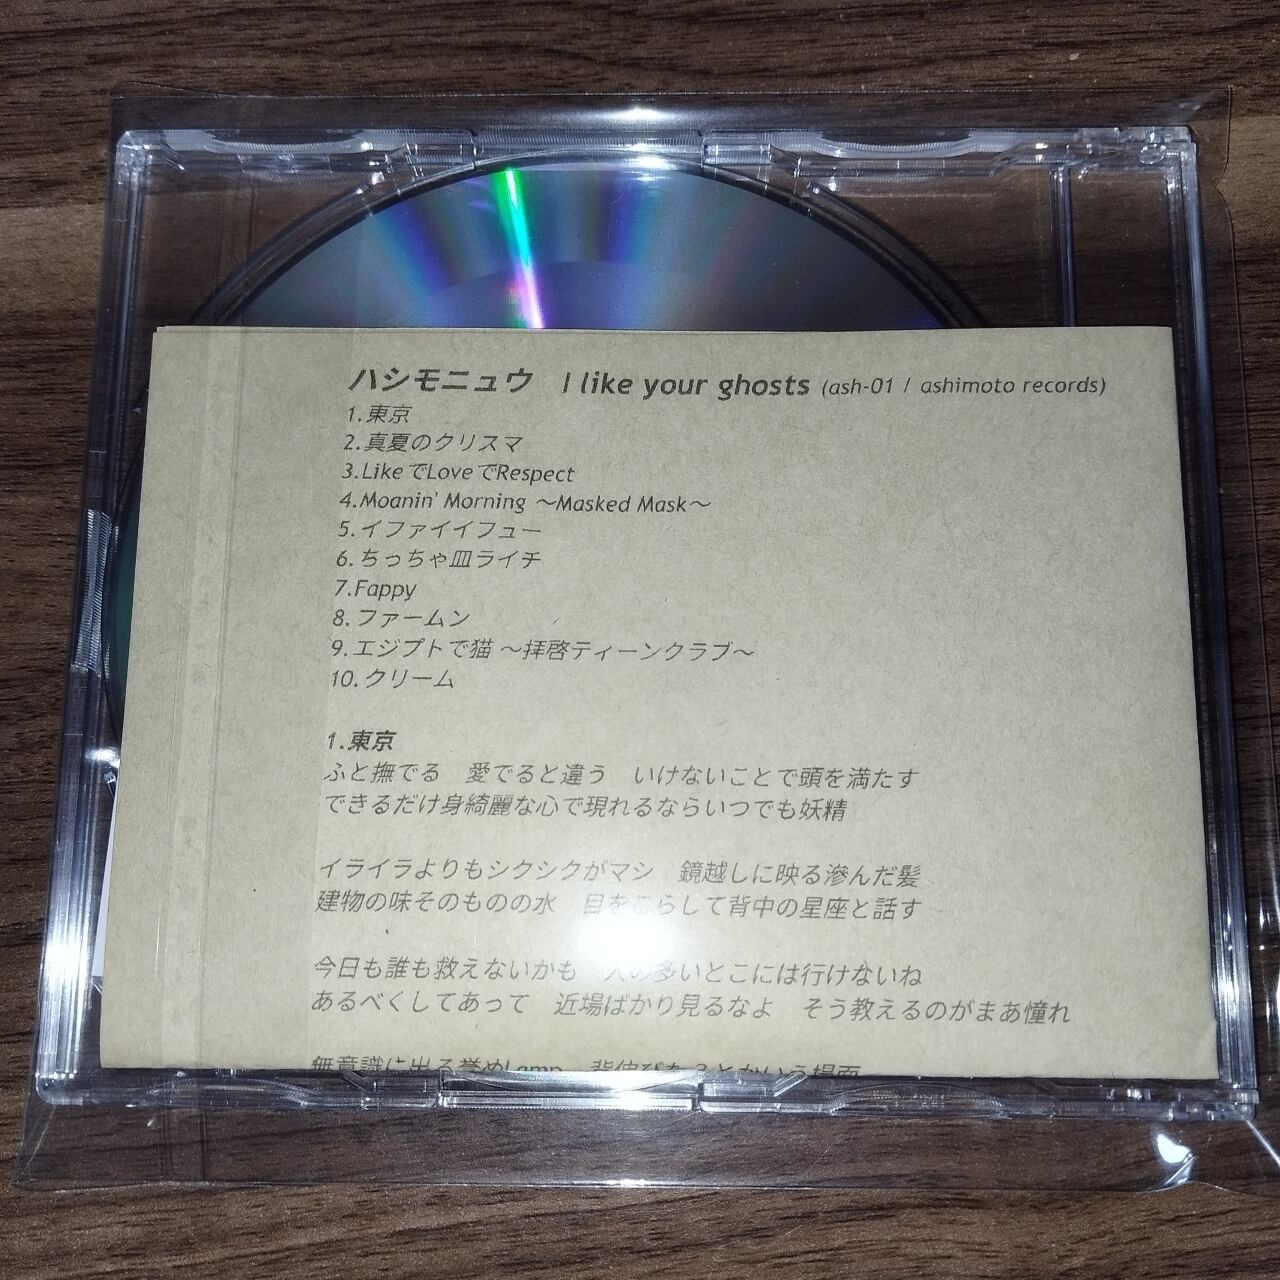 ハシモニュウ　I like your ghosts (ash-01 / ashimoto records)
1.東京
2.真夏のクリスマ
3.LikeでLoveでRespect
4.Moanin' Morning 〜Masked Mask〜
5.イファイイフュー
6.ちっちゃ皿ライチ
7.Fappy
8.ファームン
9.エジプトで猫 〜拝啓ティーンクラブ〜
10.クリーム
1.東京
ふと撫でる　愛でると違う　いけないことで頭を満たす
できるだけ身綺麗な心で現れるならいつでも妖精
イライラよりもシクシクがマシ　鏡越しに映る滲んだ髪
建物の味そのものの水　目をこらして背中の星座と話す
今日も誰も救えないかも　人の多いとこには行けないね
あるべくしてあって　近場ばかり見るなよ　そう教えるのがまあ憧れ
無意識に出る誉めLamp